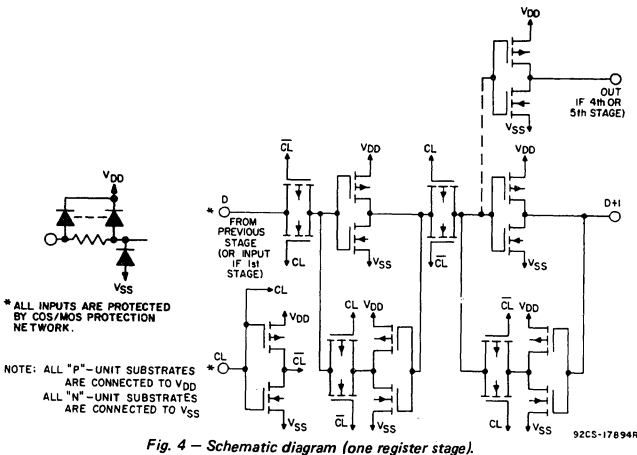 VDD
OUT
IF 4th OR
5th STAGE)
VSS
CL
VDD
CL
VDD
VDD
* D
FROM
PREVIOUS
STAGE
(OR INPUT
IF 1st
STAGE)
D+1
CL
VSS
CL
VSS
VSS
* ALL INPUTS ARE PROTECTED
BY COS/MOS PROTECTION
NETWORK.
CL
VDD
CL VDD
CL
VDD
* CL
CL
NOTE: ALL "P"-UNIT SUBSTRATES
ARE CONNECTED TO VDD
ALL "N"-UNIT SUBSTRATES
ARE CONNECTED TO VSS
VSS
CL
VSS
CL
VSS
92CS-17894R
Fig. 4 — Schematic diagram (one register stage).